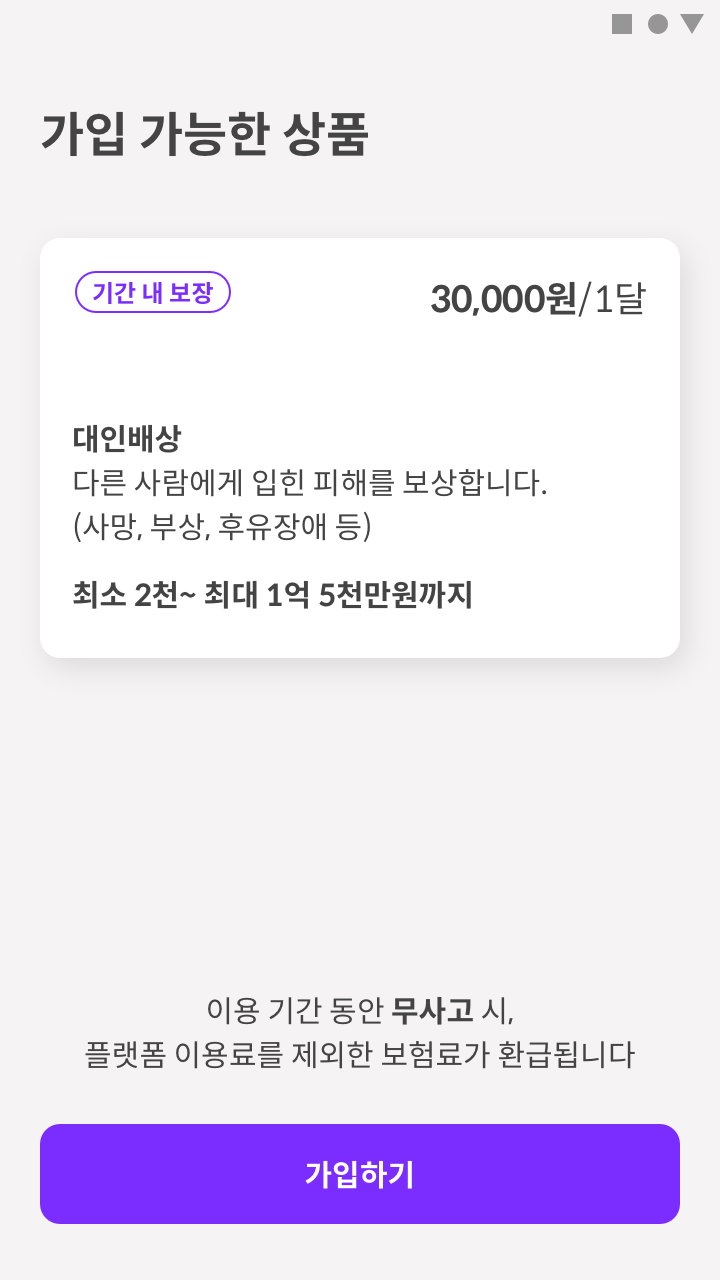 가입 가능한 상품
기간 내 보장
30,000원/1달
대인배상
다른 사람에게 입힌 피해를 보상합니다.
(사망, 부상, 후유장애 등)
최소 2천~ 최대 1억 5천만원까지
이용 기간 동안 무사고 시,
플랫폼 이용료를 제외한 보험료가 환급됩니다
가입하기